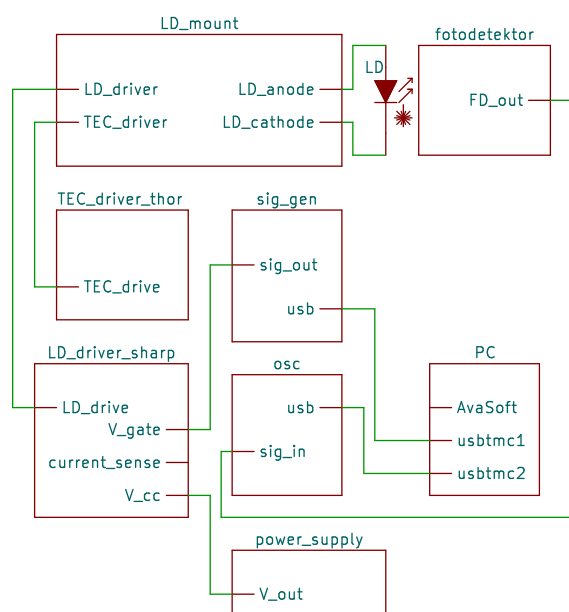 LD_mount
LD_driver
TEC_driver
LD_anode
LD_cathode
LD
fotodetektor
FD_out
TEC_driver_thor
TEC_drive
sig_gen
sig_out
usb
LD_driver_sharp
LD_drive
V_gate
current_sense
V_cc
osc
usb
sig_in
PC
AvaSoft
usbtmc1
usbtmc2
power_supply
V_out